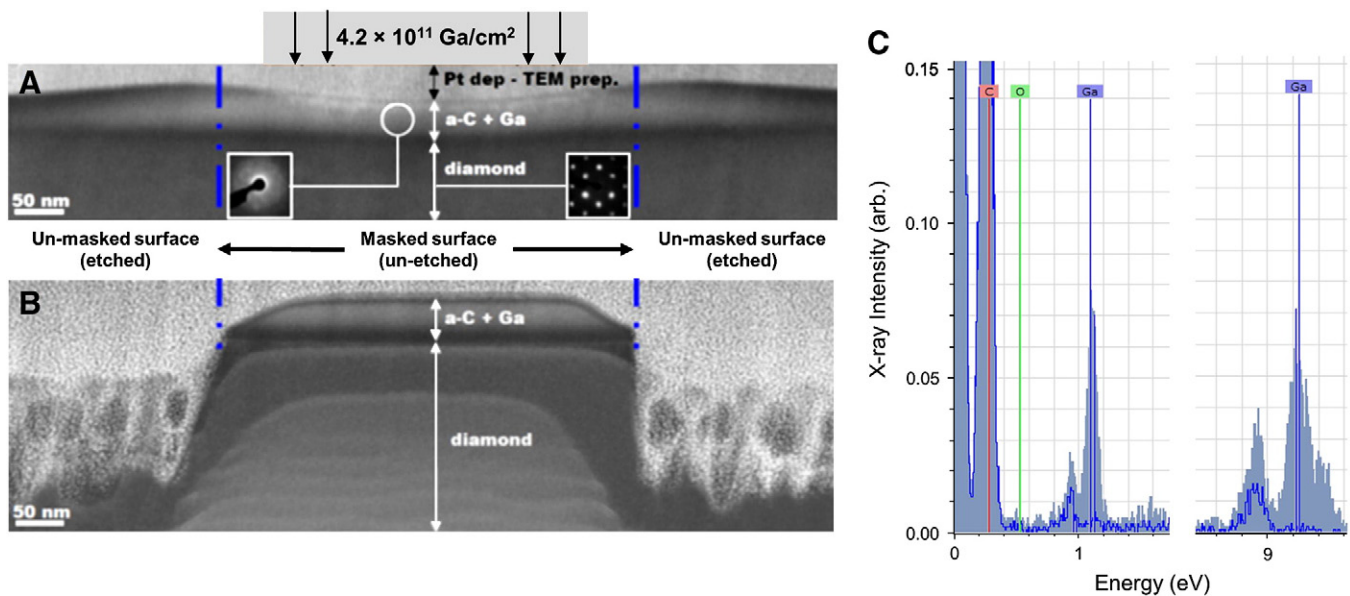 4.2 × 10¹¹ Ga/cm²
A
Pt dep - TEM prep.
a-C + Ga
diamond
50 nm
Un-masked surface
(etched)
Masked surface
(un-etched)
Un-masked surface
(etched)
B
a-C + Ga
diamond
50 nm
C
0.15
0.10
0.05
0.00
X-ray Intensity (arb.)
C
O
Ga
Ga
0
1
9
Energy (eV)